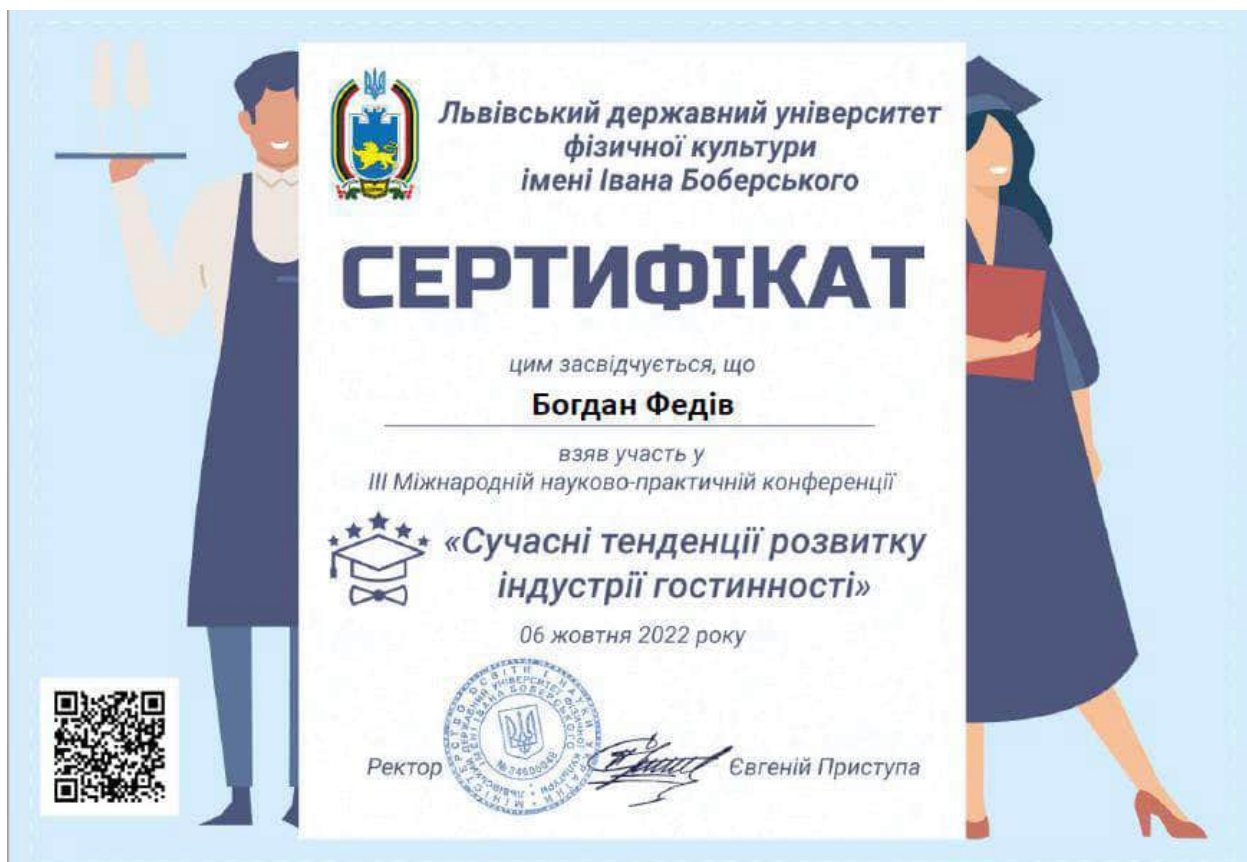 Львівський державний університет
фізичної культури
імені Івана Боберського
СЕРТИФІКАТ
цим засвідчується, що
Богдан Федів
взяв участь у
ІІІ Міжнародній науково-практичній конференції
«Сучасні тенденції розвитку
індустрії гостинності»
06 жовтня 2022 року
Ректор
Євгеній Приступа